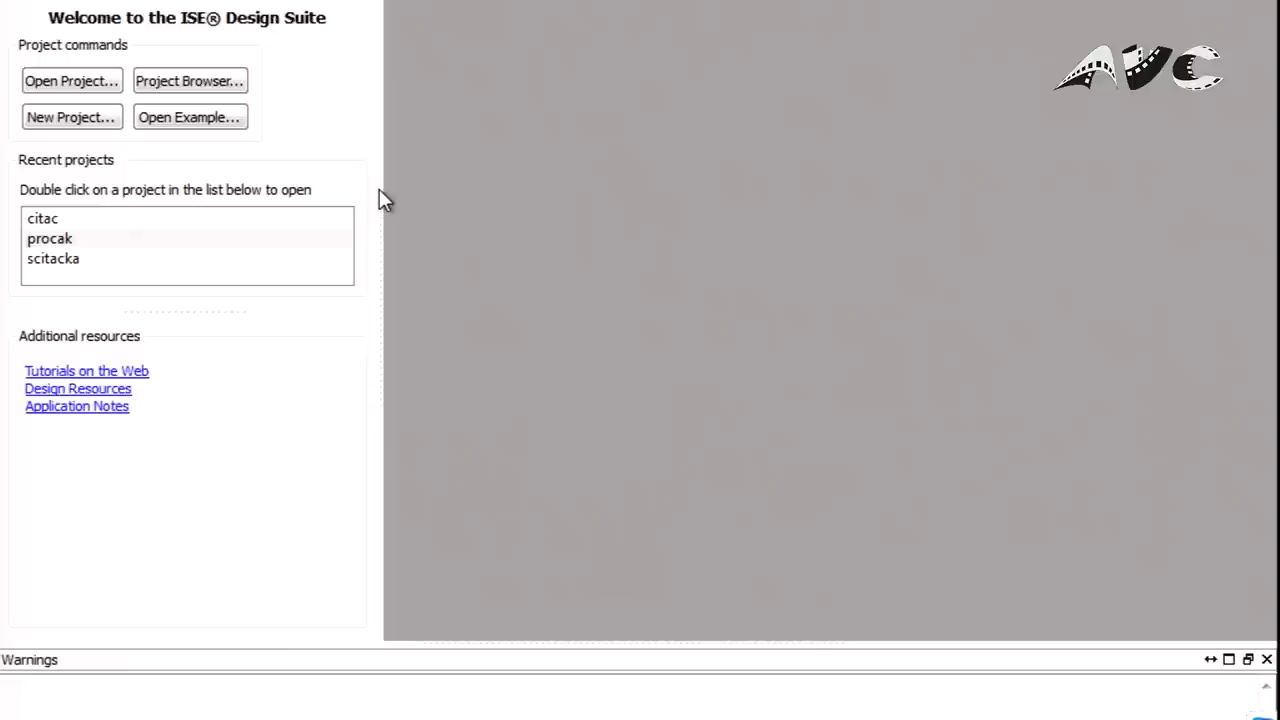 Welcome to the ISE® Design Suite
Project commands
Open Project...
Project Browser...
New Project...
Open Example...
Recent projects
Double click on a project in the list below to open
citac
procak
scitacka
Additional resources
Tutorials on the Web
Design Resources
Application Notes
AVC
Warnings